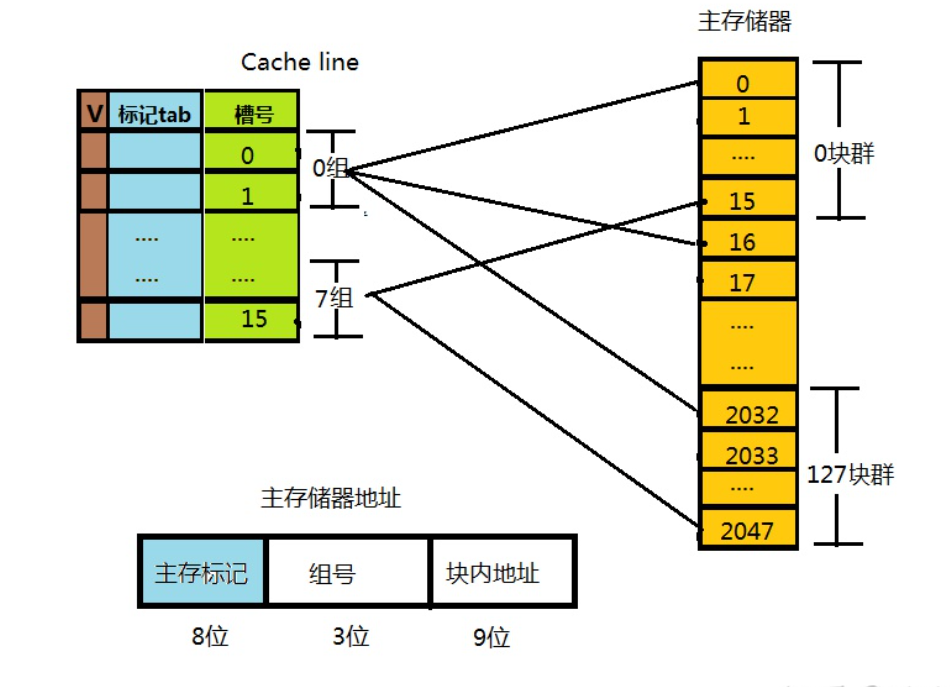 主存储器
Cache line
V 标记tab 槽号
0
1
....
....
....
....
15
0组
7组
0
1
....
15
16
17
....
....
2032
2033
....
2047
0块群
127块群
主存储器地址
主存标记 组号 块内地址
8位 3位 9位